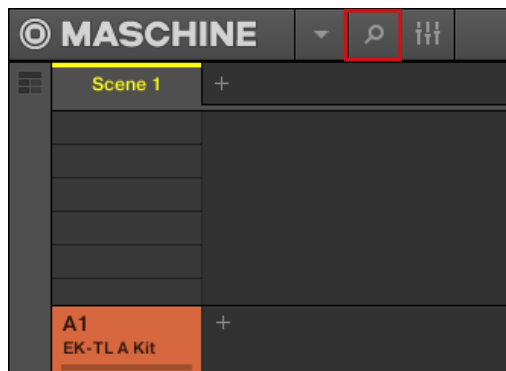 MASCHINE
Scene 1
+
A1
+
EK-TL A Kit